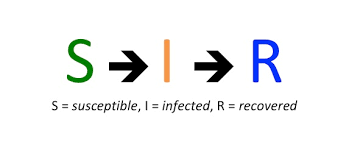 S → I → R
S = susceptible, I = infected, R = recovered